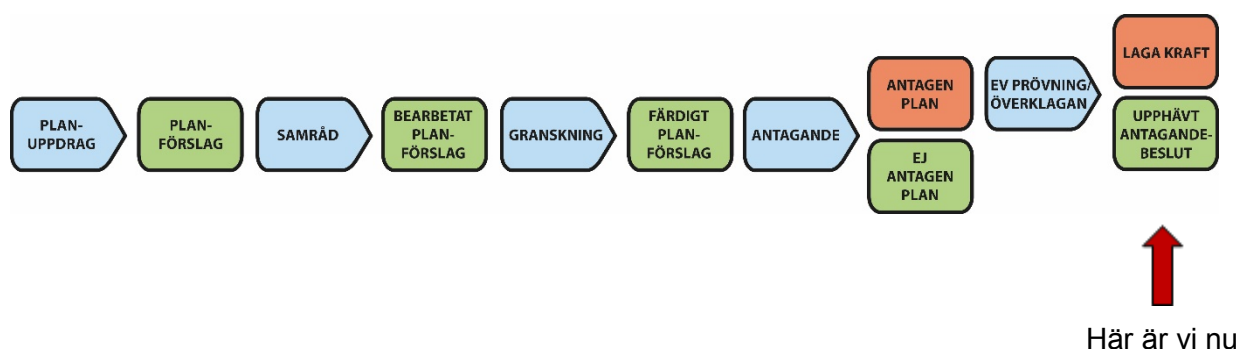 PLAN-
UPPDRAG
PLAN-
FÖRSLAG
SAMRÅD
BEARBETAT
PLAN-
FÖRSLAG
GRANSKNING
FÄRDIGT
PLAN-
FÖRSLAG
ANTAGANDE
ANTAGEN
PLAN
EJ
ANTAGEN
PLAN
EV PRÖVNING/
ÖVERKLAGAN
LAGA KRAFT
UPPHÄVT
ANTAGANDE-
BESLUT
Här är vi nu